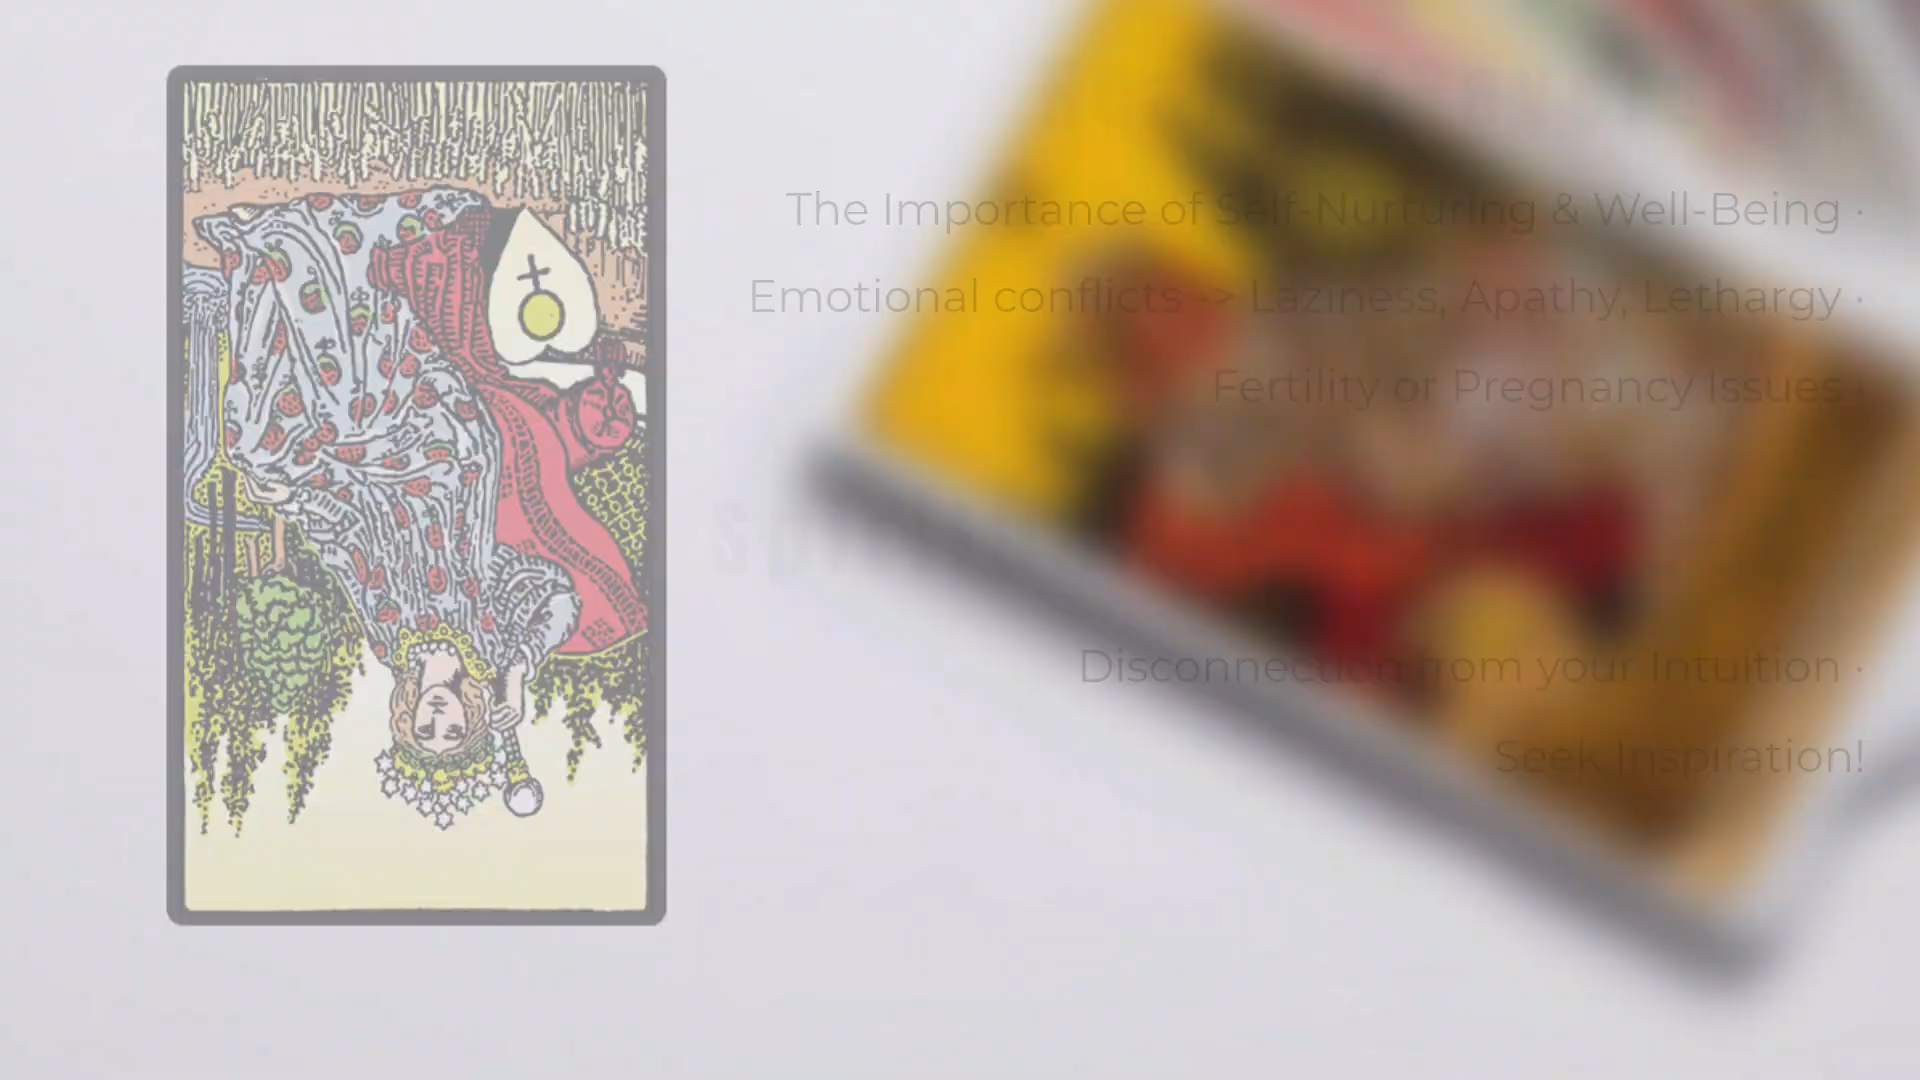 The Importance of Self-Nurturing & Well-Being ·
Emotional conflicts -> Laziness, Apathy, Lethargy ·
Fertility or Pregnancy Issues ·
Disconnection from your Intuition ·
Seek Inspiration!